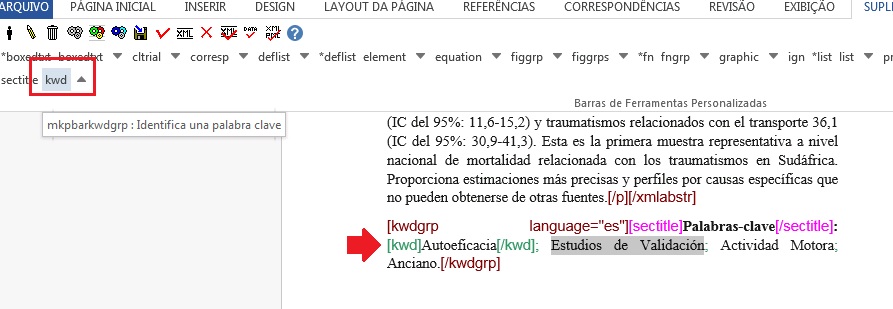 ARQUIVO PÁGINA INICIAL INSERIR DESIGN LAYOUT DA PÁGINA REFERÊNCIAS CORRESPONDÊNCIAS REVISÃO EXIBIÇÃO SUPLE
*boxedtxt boxedtxt cltrial corresp deflist *deflist element equation figgrp figgrps *fn fngrp graphic ign *list list pr
sectitle kwd
mkpbarkwdgrp : Identifica una palabra clave
Barras de Ferramentas Personalizadas
(IC del 95%: 11,6-15,2) y traumatismos relacionados con el transporte 36,1
(IC del 95%: 30,9-41,3). Esta es la primera muestra representativa a nivel
nacional de mortalidad relacionada con los traumatismos en Sudáfrica.
Proporciona estimaciones más precisas y perfiles por causas específicas que
no pueden obtenerse de otras fuentes.[/p][/xmlabstr]
[kwdgrp language="es"][sectitle]Palabras-clave[/sectitle]:
[kwd]Autoeficacia[/kwd]; Estudios de Validación; Actividad Motora;
Anciano.[/kwdgrp]